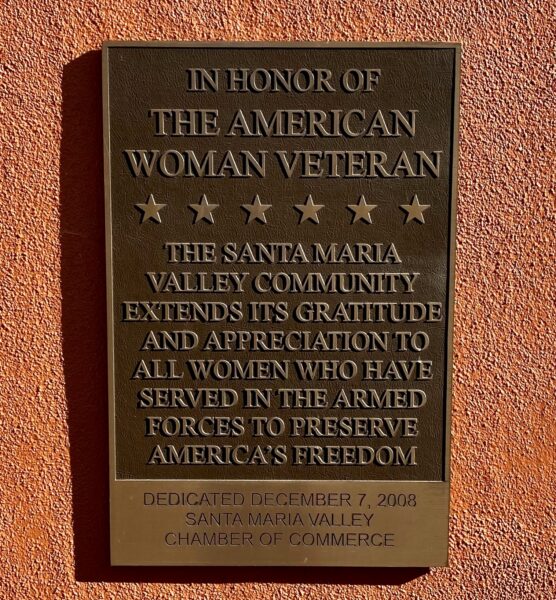 IN HONOR OF
THE AMERICAN
WOMAN VETERAN
THE SANTA MARIA
VALLEY COMMUNITY
EXTENDS ITS GRATITUDE
AND APPRECIATION TO
ALL WOMEN WHO HAVE
SERVED IN THE ARMED
FORCES TO PRESERVE
AMERICA'S FREEDOM
DEDICATED DECEMBER 7, 2008
SANTA MARIA VALLEY
CHAMBER OF COMMERCE